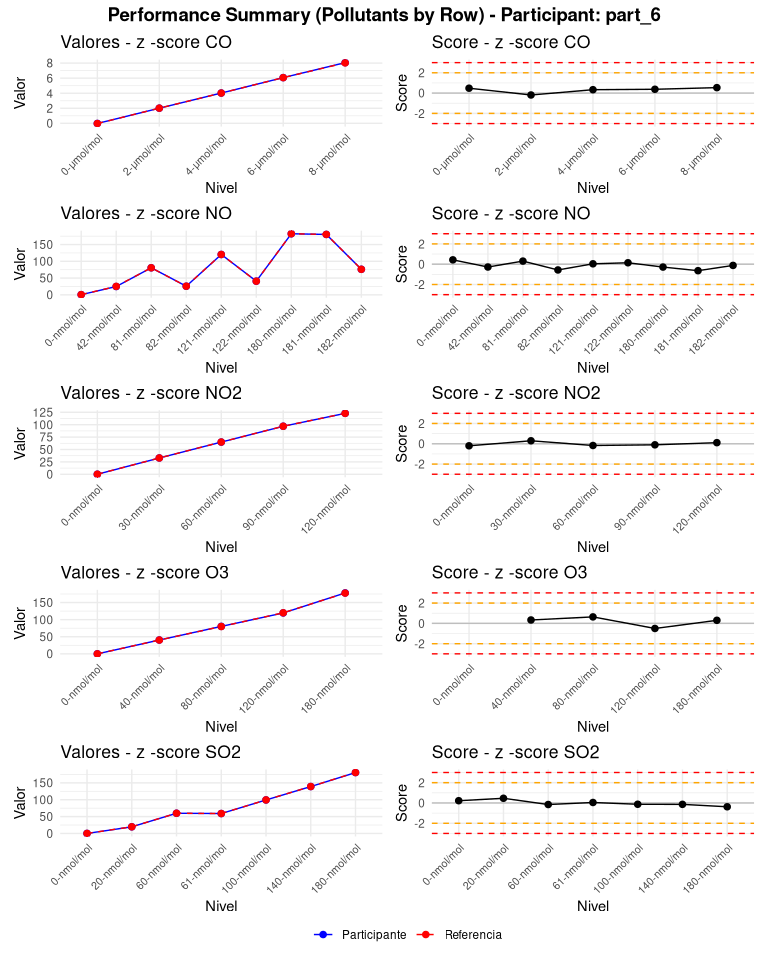 Performance Summary (Pollutants by Row) - Participant: part_6
Valores - z -score CO
Valor
8
6
4
2
0
0-μmol/mol
2-μmol/mol
4-μmol/mol
6-μmol/mol
8-μmol/mol
Nivel
Score - z -score CO
Score
2
0
-2
0-μmol/mol
2-μmol/mol
4-μmol/mol
6-μmol/mol
8-μmol/mol
Nivel
Valores - z -score NO
Valor
150
100
50
0
0-nmol/mol
42-nmol/mol
81-nmol/mol
82-nmol/mol
121-nmol/mol
122-nmol/mol
180-nmol/mol
181-nmol/mol
182-nmol/mol
Nivel
Score - z -score NO
Score
2
0
-2
0-nmol/mol
42-nmol/mol
81-nmol/mol
82-nmol/mol
121-nmol/mol
122-nmol/mol
180-nmol/mol
181-nmol/mol
182-nmol/mol
Nivel
Valores - z -score NO2
Valor
125
100
75
50
25
0
0-nmol/mol
30-nmol/mol
60-nmol/mol
90-nmol/mol
120-nmol/mol
Nivel
Score - z -score NO2
Score
2
0
-2
0-nmol/mol
30-nmol/mol
60-nmol/mol
90-nmol/mol
120-nmol/mol
Nivel
Valores - z -score O3
Valor
150
100
50
0
0-nmol/mol
40-nmol/mol
80-nmol/mol
120-nmol/mol
180-nmol/mol
Nivel
Score - z -score O3
Score
2
0
-2
0-nmol/mol
40-nmol/mol
80-nmol/mol
120-nmol/mol
180-nmol/mol
Nivel
Valores - z -score SO2
Valor
150
100
50
0
0-nmol/mol
20-nmol/mol
60-nmol/mol
61-nmol/mol
100-nmol/mol
140-nmol/mol
180-nmol/mol
Nivel
Score - z -score SO2
Score
2
0
-2
0-nmol/mol
20-nmol/mol
60-nmol/mol
61-nmol/mol
100-nmol/mol
140-nmol/mol
180-nmol/mol
Nivel
Participante
Referencia